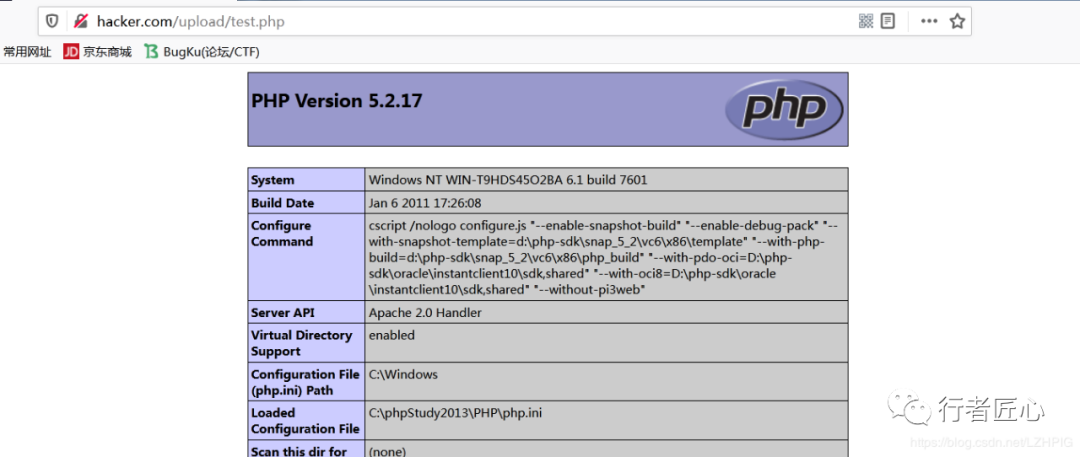 hacker.com/upload/test.php
常用网址 JD 京东商城 BugKu(论坛/CTF)
PHP Version 5.2.17
php
System Windows NT WIN-T9HDS45O2BA 6.1 build 7601
Build Date Jan 6 2011 17:26:08
Configure Command cscript /nologo configure.js "--enable-snapshot-build" "--enable-debug-pack" "--
with-snapshot-template=d:\php-sdk\snap_5_2\vc6\x86\template" "--with-php-
build=d:\php-sdk\snap_5_2\vc6\x86\php_build" "--with-pdo-oci=D:\php-
sdk\oracle\instantclient10\sdk,shared" "--with-oci8=D:\php-sdk\oracle
\instantclient10\sdk,shared" "--without-pi3web"
Server API Apache 2.0 Handler
Virtual Directory Support enabled
Configuration File (php.ini) Path C:\Windows
Loaded Configuration File C:\phpStudy2013\PHP\php.ini
Scan this dir for (none)
行者匠心
https://blog.csdn.net/LZHPIG